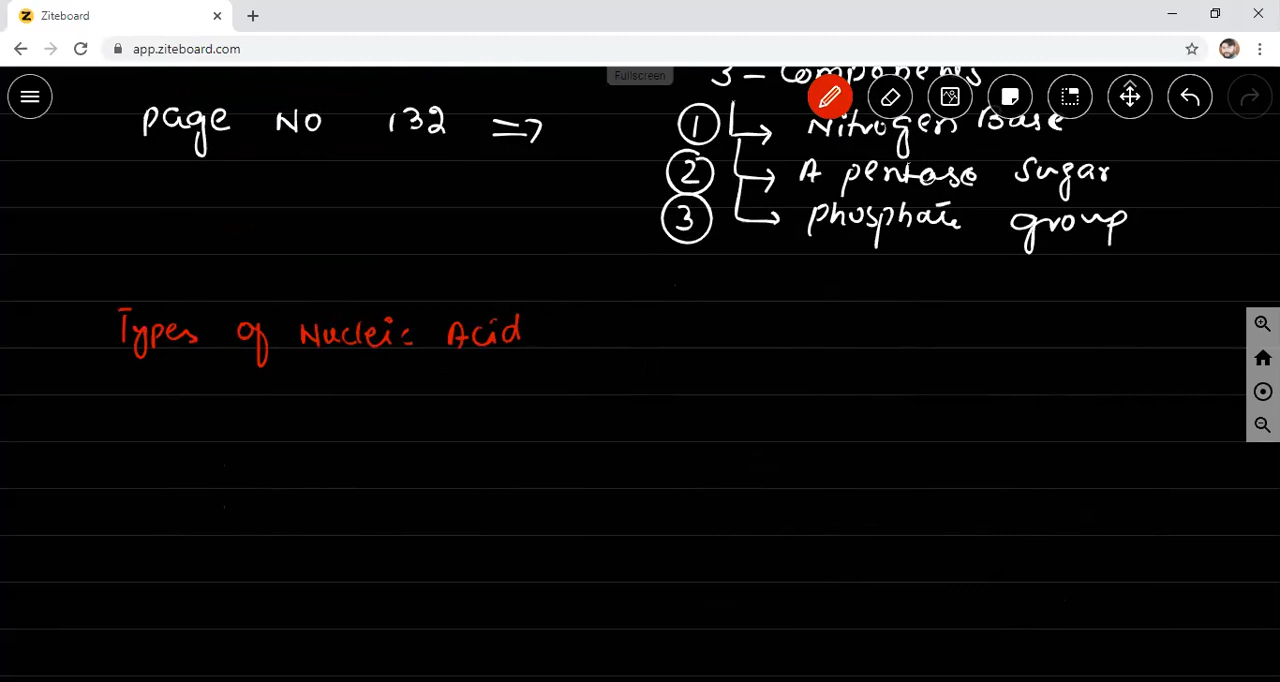 Ziteboard
app.ziteboard.com
Fullscreen
3 - Components
Page No 132 =>
1 Nitrogen Base
2 A pentose Sugar
3 phosphate group
Types of Nucleic Acid